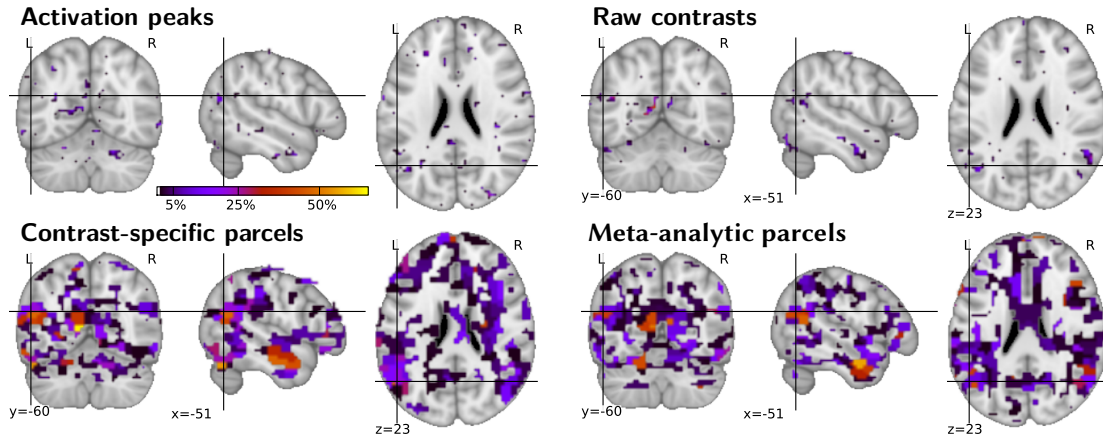 Activation peaks
Raw contrasts
L R L R
L R L R
5% 25% 50%
y=-60 x=-51 z=23
Contrast-specific parcels
Meta-analytic parcels
L R L R
L R L R
y=-60 x=-51 z=23
y=-60 x=-51 z=23